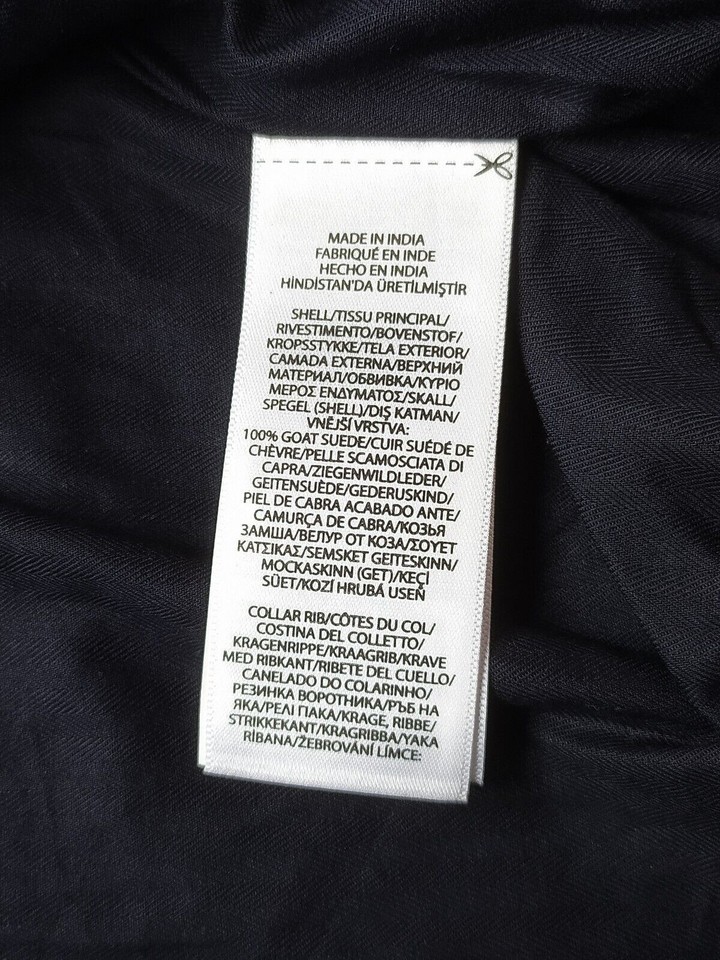 MADE IN INDIA
FABRIQUÉ EN INDE
HECHO EN INDIA
HİNDİSTAN'DA ÜRETİLMİŞTİR
SHELL/TISSU PRINCIPAL/
RIVESTIMENTO/BOVENSTOF/
KROPSSTYKKE/TELA EXTERIOR/
CAMADA EXTERNA/ВЕРХНИЙ
МАТЕРИАЛ/ОБВИВКА/ΚΥΡΙΟ
ΜΕΡΟΣ ΕΝΔΥΜΑΤΟΣ/SKALL/
SPEGEL (SHELL)/DIŞ KATMAN/
VNĚJŠÍ VRSTVA:
100% GOAT SUEDE/CUIR SUÉDÉ DE
CHÈVRE/PELLE SCAMOSCIATA DI
CAPRA/ZIEGENWILDLEDER/
GEITENSUÈDE/GEDERUSKIND/
PIEL DE CABRA ACABADO ANTE/
CAMURÇA DE CABRA/КОЗЬЯ
ЗАМША/ВЕЛУР ОТ КОЗА/ΣΟΥΕΤ
ΚΑΤΣΙΚΑΣ/SEMSKET GEITESKINN/
MOCKASKINN (GET)/KEÇİ
SÜET/KOZÍ HRUBÁ USEŇ
COLLAR RIB/CÔTES DU COL/
COSTINA DEL COLLETTO/
KRAGENRIPPE/KRAAGRIB/KRAVE
MED RIBKANT/RIBETE DEL CUELLO/
CANELADO DO COLARINHO/
РЕЗИНКА ВОРОТНИКА/РЪБ НА
ЯКА/ΡΕΛΙ ΓΙΑΚΑ/KRAGE, RIBBE/
STRIKKEKANT/KRAGRIBBA/YAKA
RİBANA/ŽEBROVÁNÍ LÍMCE: